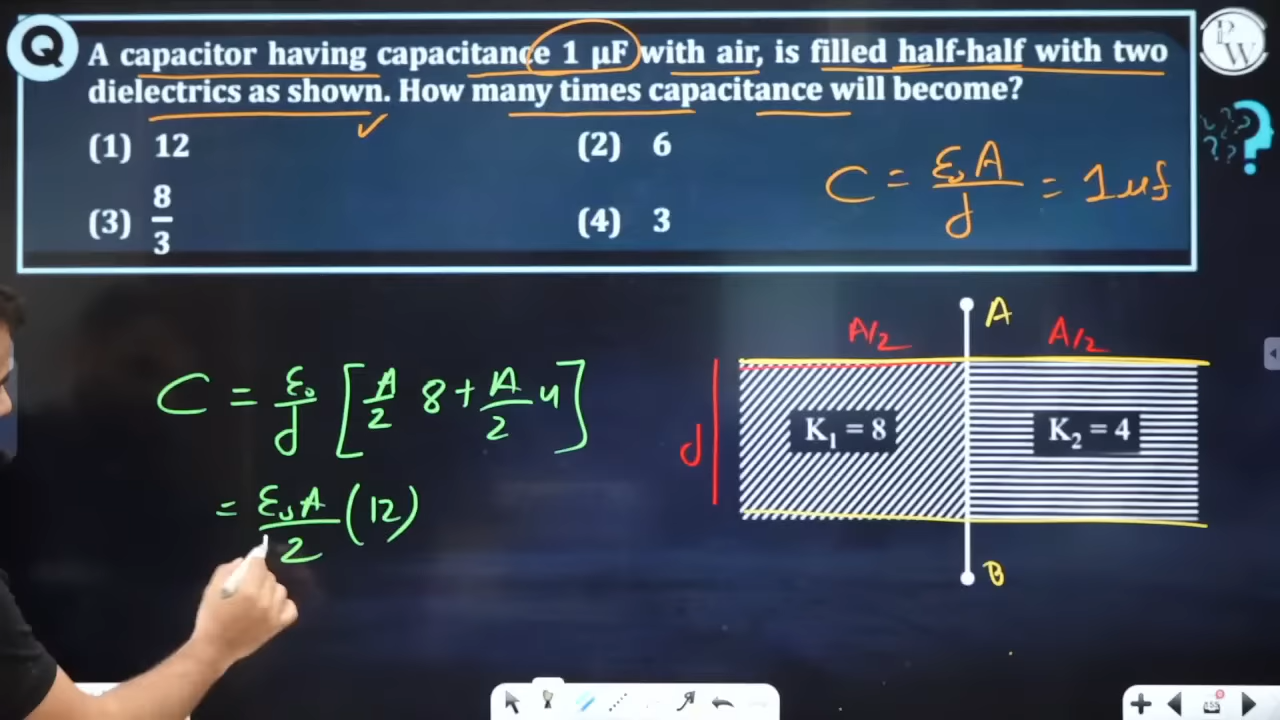 Q
A capacitor having capacitance 1 μF with air, is filled half-half with two
dielectrics as shown. How many times capacitance will become?
(1) 12
(2) 6
(3) 8/3
(4) 3
C = ε₀A/d = 1μf
PW
A
A/2
A/2
d
K₁ = 8
K₂ = 4
B
C = ε₀/d [A/2 8 + A/2 4]
= ε₀A/2 (12)